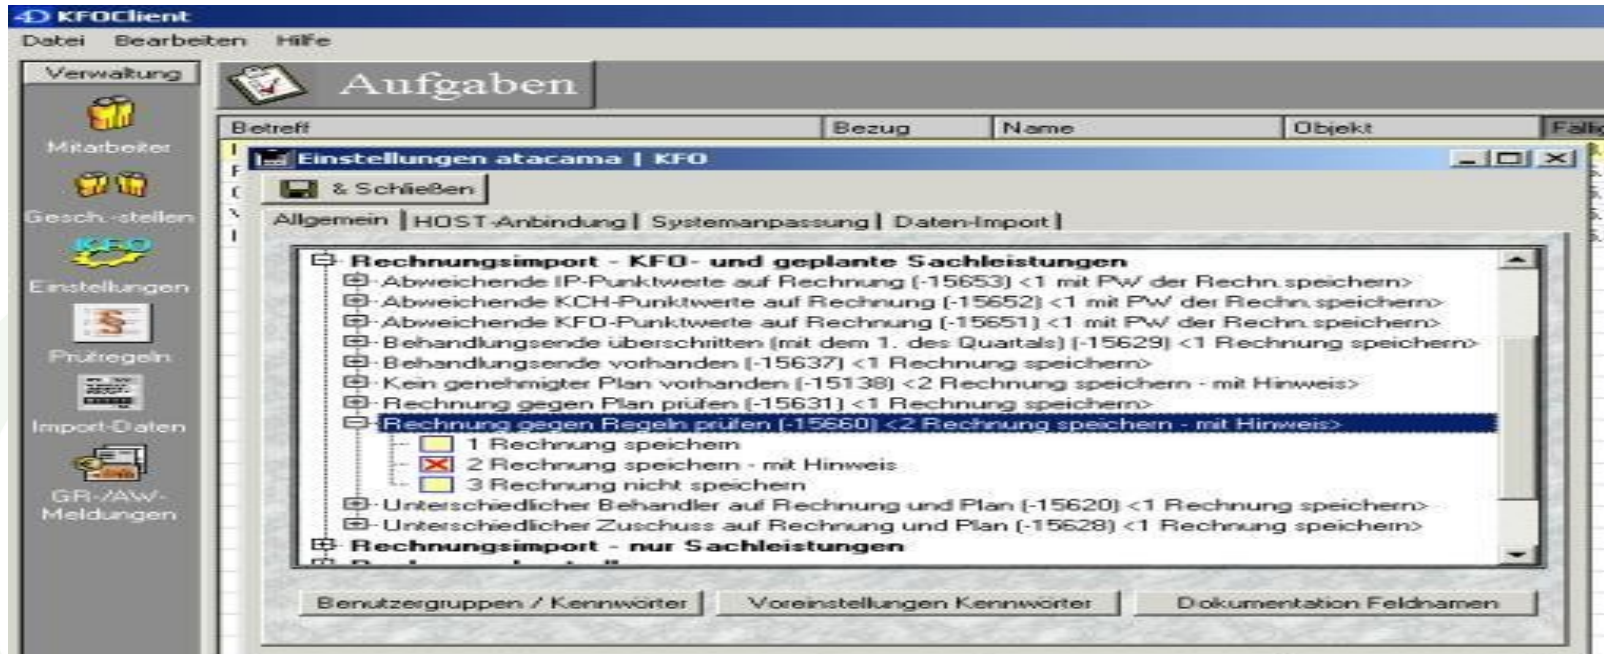 KFOClient
Datei Bearbeiten Hilfe
Verwaltung
Aufgaben
Betreff Bezug Name Objekt
Mitarbeiter
Einstellungen atacama | KFO
& Schließen
Gesch.-stellen
Allgemein HOST-Anbindung Systemanpassung Daten-Import
KFO
Rechnungsimport - KFO- und geplante Sachleistungen
Abweichende IP-Punktwerte auf Rechnung (-15653) <1 mit PW der Rechn.speichern>
Einstellungen
Abweichende KCH-Punktwerte auf Rechnung (-15652) <1 mit PW der Rechn.speichern>
Abweichende KFO-Punktwerte auf Rechnung (-15651) <1 mit PW der Rechn.speichern>
Behandlungsende überschritten (mit dem 1. des Quartals) (-15629) <1 Rechnung speichern>
Prüfregeln
Behandlungsende vorhanden (-15637) <1 Rechnung speichern>
Kein genehmigter Plan vorhanden (-15138) <2 Rechnung speichern - mit Hinweis>
Rechnung gegen Plan prüfen (-15631) <1 Rechnung speichern>
Import-Daten
Rechnung gegen Regeln prüfen (-15660) <2 Rechnung speichern - mit Hinweis>
1 Rechnung speichern
2 Rechnung speichern - mit Hinweis
3 Rechnung nicht speichern
GR-/AW-
Meldungen
Unterschiedlicher Behandler auf Rechnung und Plan (-15620) <1 Rechnung speichern>
Unterschiedlicher Zuschuss auf Rechnung und Plan (-15628) <1 Rechnung speichern>
Rechnungsimport - nur Sachleistungen
Benutzergruppen / Kennwörter Voreinstellungen Kennwörter Dokumentation Feldnamen